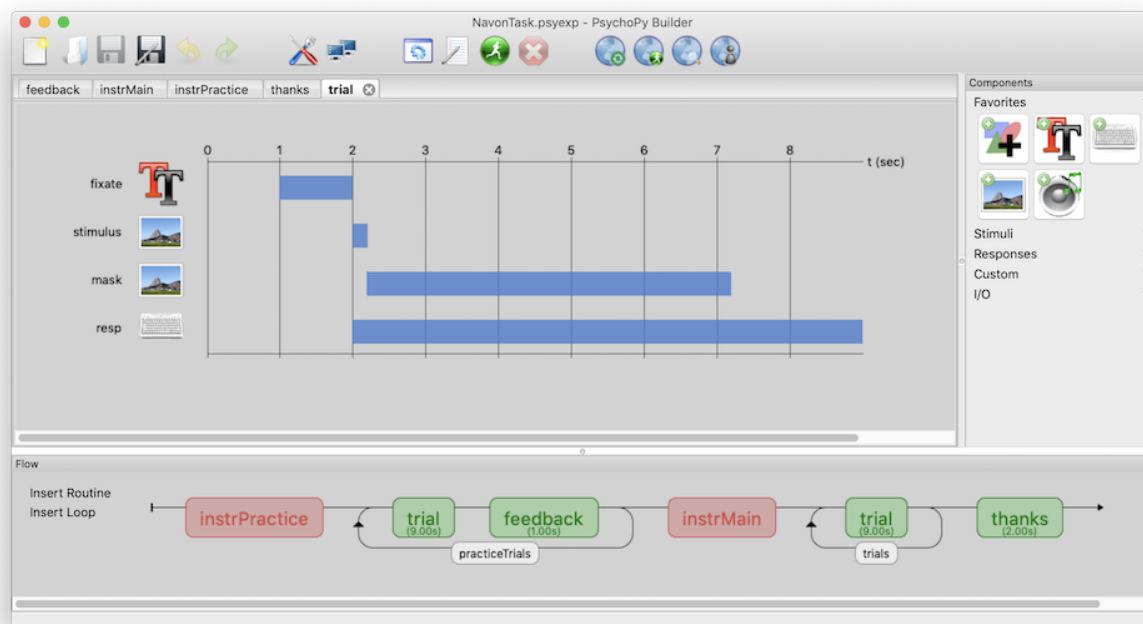 NavonTask.psyexp - PsychoPy Builder
feedback instrMain instrPractice thanks trial
Components
Favorites
Stimuli
Responses
Custom
I/O
0 1 2 3 4 5 6 7 8 t (sec)
fixate
stimulus
mask
resp
Flow
Insert Routine
Insert Loop
instrPractice
trial
(9.00s)
feedback
(1.00s)
practiceTrials
instrMain
trial
(9.00s)
trials
thanks
(2.00s)